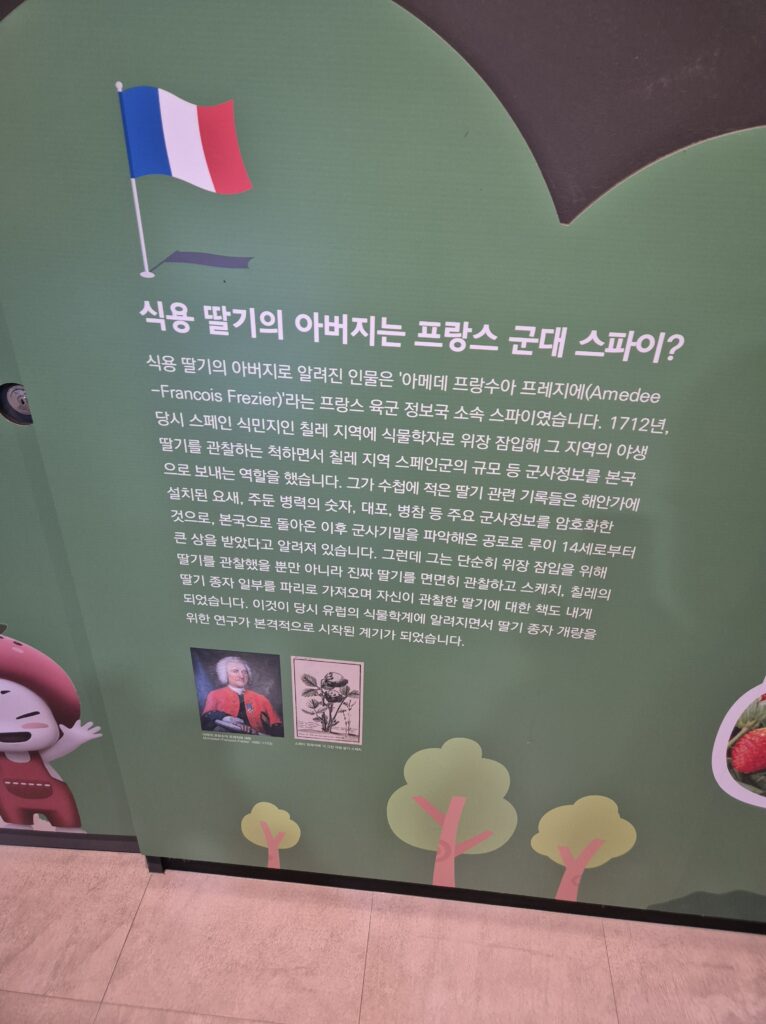 식용 딸기의 아버지는 프랑스 군대 스파이?
식용 딸기의 아버지로 알려진 인물은 '아메데 프랑수아 프레지에(Amedee
-Francois Frezier)'라는 프랑스 육군 정보국 소속 스파이였습니다. 1712년,
당시 스페인 식민지인 칠레 지역에 식물학자로 위장 잠입해 그 지역의 야생
딸기를 관찰하는 척하면서 칠레 지역 스페인군의 규모 등 군사정보를 본국
으로 보내는 역할을 했습니다. 그가 수첩에 적은 딸기 관련 기록들은 해안가에
설치된 요새, 주둔 병력의 숫자, 대포, 병참 등 주요 군사정보를 암호화한
것으로, 본국으로 돌아온 이후 군사기밀을 파악해온 공로로 루이 14세로부터
큰 상을 받았다고 알려져 있습니다. 그런데 그는 단순히 위장 잠입을 위해
딸기를 관찰했을 뿐만 아니라 진짜 딸기를 면면히 관찰하고 스케치, 칠레의
딸기 종자 일부를 파리로 가져오며 자신이 관찰한 딸기에 대한 책도 내게
되었습니다. 이것이 당시 유럽의 식물학계에 알려지면서 딸기 종자 개량을
위한 연구가 본격적으로 시작된 계기가 되었습니다.